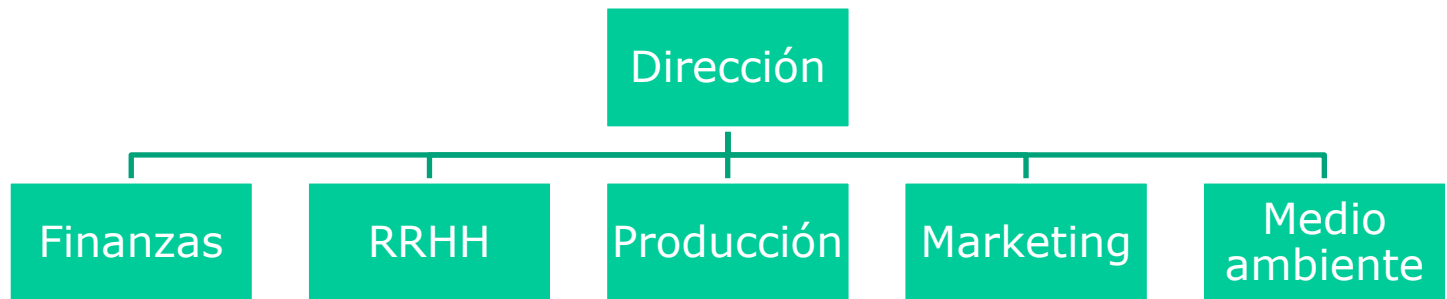 Dirección
Finanzas
RRHH
Producción
Marketing
Medio
ambiente